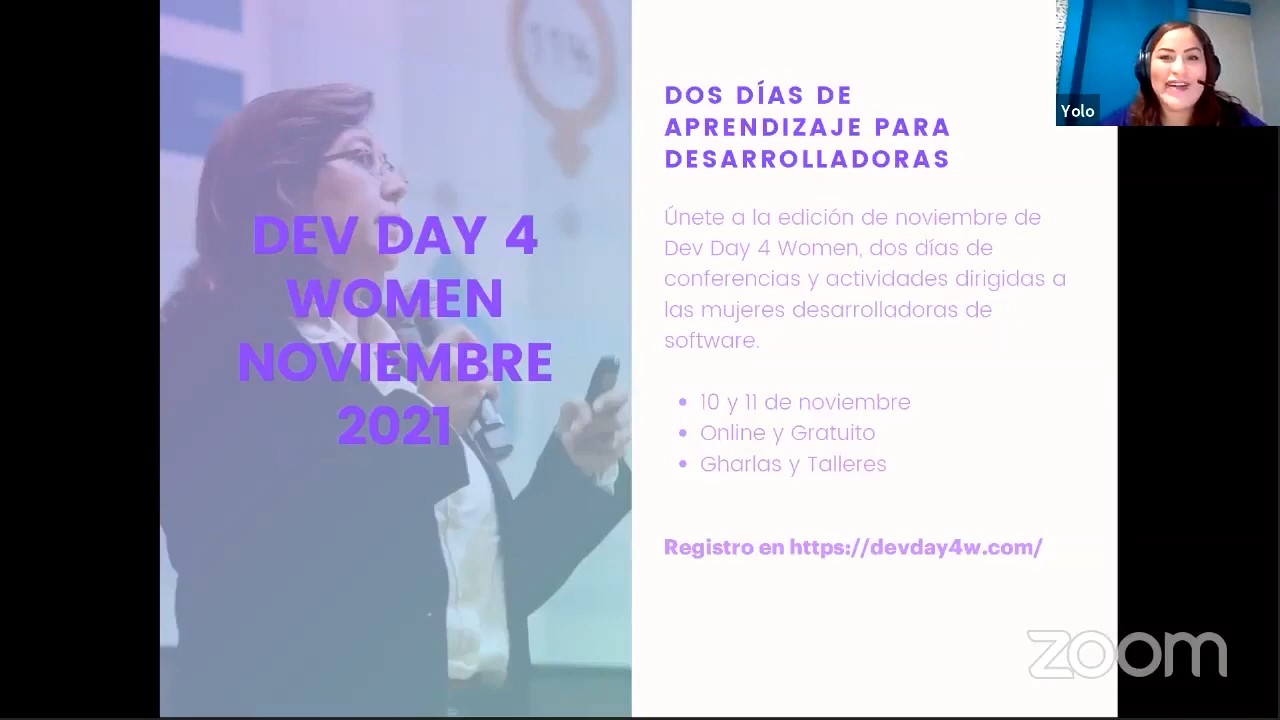 11%
DEV DAY 4
WOMEN
NOVIEMBRE
2021
DOS DÍAS DE
APRENDIZAJE PARA
DESARROLLADORAS
Únete a la edición de noviembre de
Dev Day 4 Women, dos días de
conferencias y actividades dirigidas a
las mujeres desarrolladoras de
software.
• 10 y 11 de noviembre
• Online y Gratuito
• Gharlas y Talleres
Registro en https://devday4w.com/
Yolo
zoom